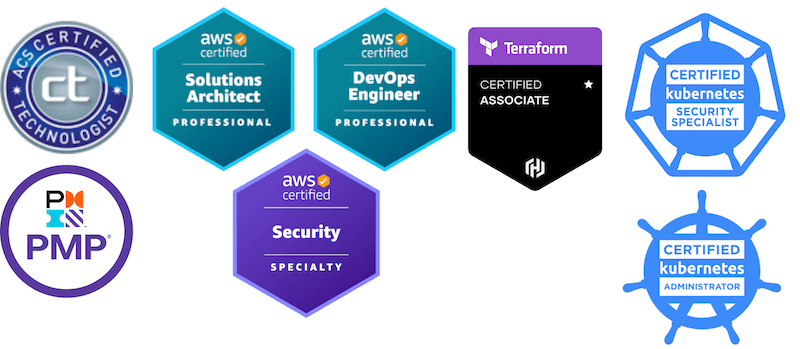 ACS CERTIFIED
ct
TECHNOLOGIST
aws
certified
Solutions
Architect
PROFESSIONAL
aws
certified
DevOps
Engineer
PROFESSIONAL
Terraform
CERTIFIED
ASSOCIATE
CERTIFIED
kubernetes
SECURITY
SPECIALIST
PMI
PMP®
aws
certified
Security
SPECIALTY
CERTIFIED
kubernetes
ADMINISTRATOR